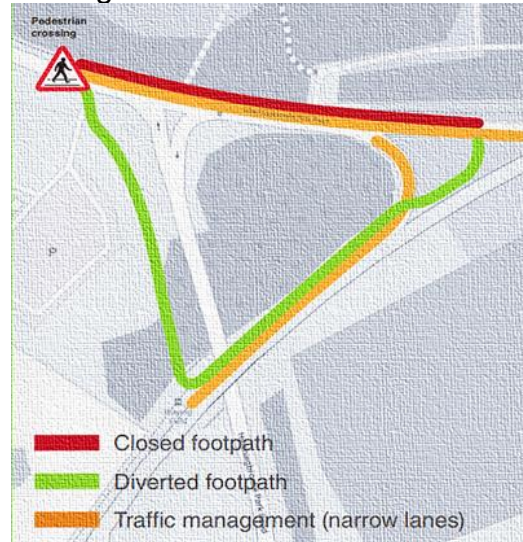 Pedestrian
crossing
P
Closed footpath
Diverted footpath
Traffic management (narrow lanes)